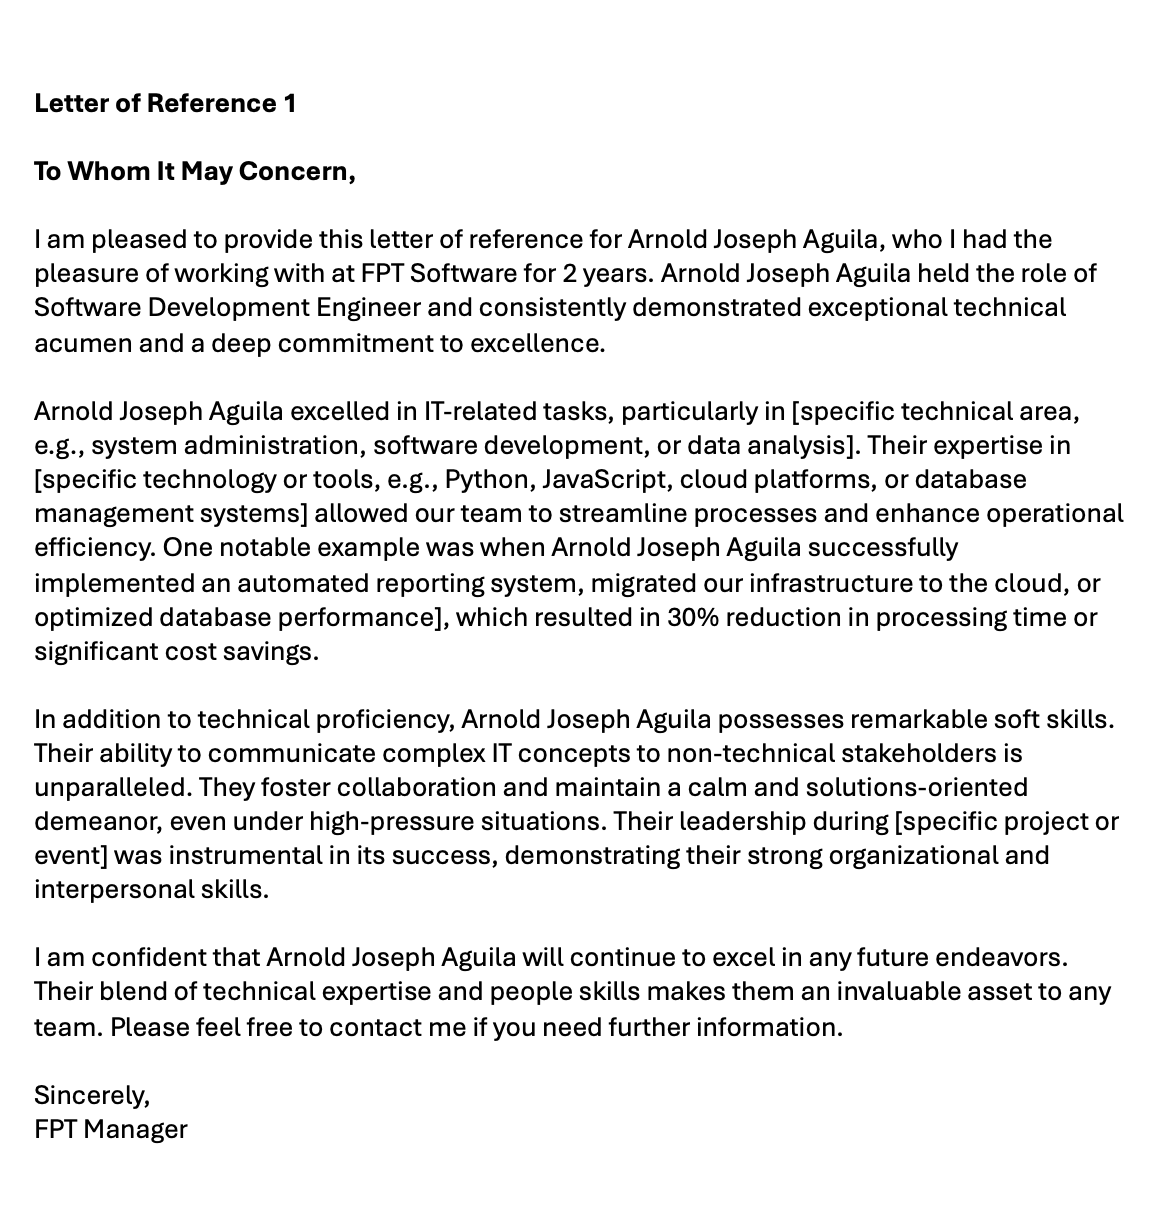 Letter of Reference 1
To Whom It May Concern,
I am pleased to provide this letter of reference for Arnold Joseph Aguila, who I had the
pleasure of working with at FPT Software for 2 years. Arnold Joseph Aguila held the role of
Software Development Engineer and consistently demonstrated exceptional technical
acumen and a deep commitment to excellence.
Arnold Joseph Aguila excelled in IT-related tasks, particularly in [specific technical area,
e.g., system administration, software development, or data analysis]. Their expertise in
[specific technology or tools, e.g., Python, JavaScript, cloud platforms, or database
management systems] allowed our team to streamline processes and enhance operational
efficiency. One notable example was when Arnold Joseph Aguila successfully
implemented an automated reporting system, migrated our infrastructure to the cloud, or
optimized database performance], which resulted in 30% reduction in processing time or
significant cost savings.
In addition to technical proficiency, Arnold Joseph Aguila possesses remarkable soft skills.
Their ability to communicate complex IT concepts to non-technical stakeholders is
unparalleled. They foster collaboration and maintain a calm and solutions-oriented
demeanor, even under high-pressure situations. Their leadership during [specific project or
event] was instrumental in its success, demonstrating their strong organizational and
interpersonal skills.
I am confident that Arnold Joseph Aguila will continue to excel in any future endeavors.
Their blend of technical expertise and people skills makes them an invaluable asset to any
team. Please feel free to contact me if you need further information.
Sincerely,
FPT Manager